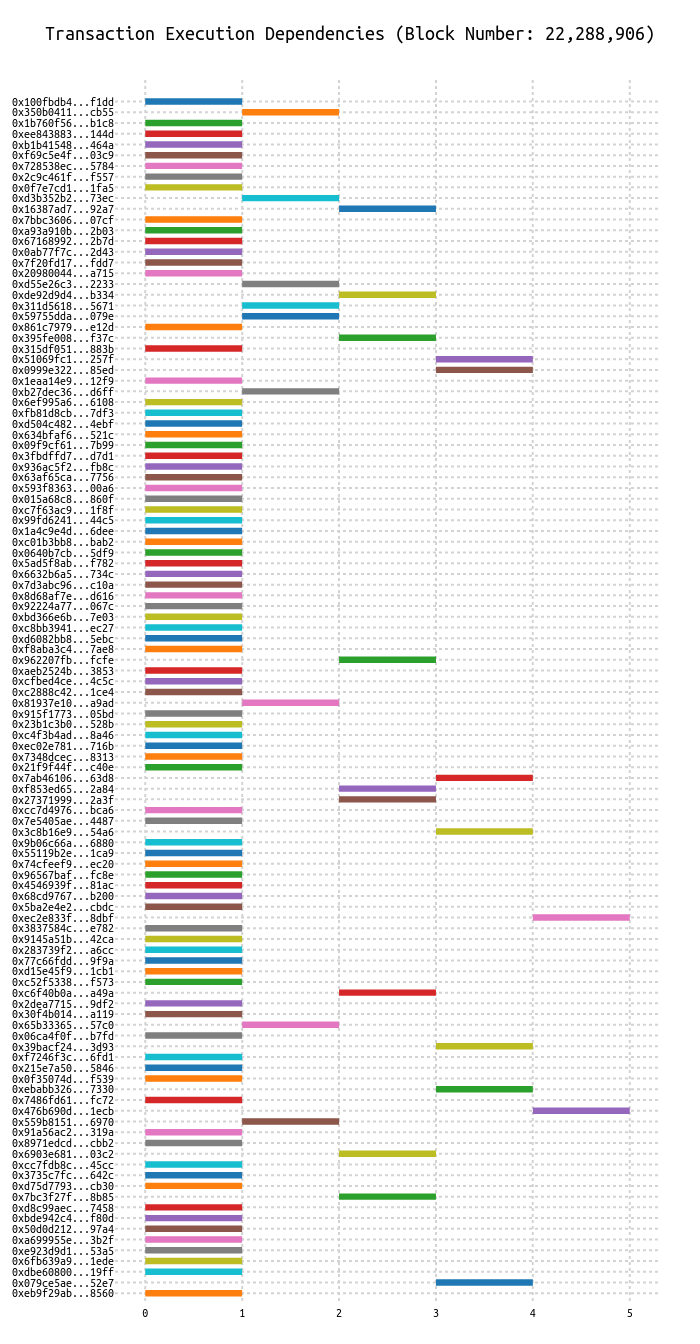 Transaction Execution Dependencies (Block Number: 22,288,906)
0x100fbdb4...f1dd
0x350b0411...cb55
0x1b760f56...b1c8
0xee843883...144d
0xb1b41548...464a
0xf69c5e4f...03c9
0x728538ec...5784
0x2c9c461f...f557
0x0f7e7cd1...1fa5
0xd3b352b2...73ec
0x16387ad7...92a7
0x7bbc3606...07cf
0xa93a910b...2b03
0x67168992...2b7d
0x0ab77f7c...2d43
0x7f20fd17...fdd7
0x20980044...a715
0xd55e26c3...2233
0xde92d9d4...b334
0x311d5618...5671
0x59755dda...079e
0x861c7979...e12d
0x395fe008...f37c
0x315df051...883b
0x51069fc1...257f
0x0999e322...85ed
0x1eaa14e9...12f9
0xb27dec36...d6ff
0x6ef995a6...6108
0xfb81d8cb...7df3
0xd504c482...4ebf
0x634bfaf6...521c
0x09f9cf61...7b99
0x3fbdffd7...d7d1
0x936ac5f2...fb8c
0x63af65ca...7756
0x593f8363...00a6
0x015a68c8...860f
0xc7f63ac9...1f8f
0x99fd6241...44c5
0x1a4c9e4d...6dee
0xc01b3bb8...bab2
0x0640b7cb...5df9
0x5ad5f8ab...f782
0x6632b6a5...734c
0x7d3abc96...c10a
0x8d68af7e...d616
0x92224a77...067c
0xbd366e6b...7e03
0xc8bb3941...ec27
0xd6082bb8...5ebc
0xf8aba3c4...7ae8
0x962207fb...fcfe
0xaeb2524b...3853
0xcfbed4ce...4c5c
0xc2888c42...1ce4
0x81937e10...a9ad
0x915f1773...05bd
0x23b1c3b0...528b
0xc4f3b4ad...8a46
0xec02e781...716b
0x7348dcec...8313
0x21f9f44f...c40e
0x7ab46106...63d8
0xf853ed65...2a84
0x27371999...2a3f
0xcc7d4976...bca6
0x7e5405ae...4487
0x3c8b16e9...54a6
0x9b06c66a...6880
0x55119b2e...1ca9
0x74cfeef9...ec20
0x96567baf...fc8e
0x4546939f...81ac
0x68cd9767...b200
0x5ba2e4e2...cbdc
0xec2e833f...8dbf
0x3837584c...e782
0x9145a51b...42ca
0x283739f2...a6cc
0x77c66fdd...9f9a
0xd15e45f9...1cb1
0xc52f5338...f573
0xc6f40b0a...a49a
0x2dea7715...9df2
0x30f4b014...a119
0x65b33365...57c0
0x06ca4f0f...b7fd
0x39bacf24...3d93
0xf7246f3c...6fd1
0x215e7a50...5846
0x0f35074d...f539
0xebabb326...7330
0x7486fd61...fc72
0x476b690d...1ecb
0x559b8151...6970
0x91a56ac2...319a
0x8971edcd...cbb2
0x6903e681...03c2
0xcc7fdb8c...45cc
0x3735c7fc...642c
0xd75d7793...cb30
0x7bc3f27f...8b85
0xd8c99aec...7458
0xbde942c4...f80d
0x50d0d212...97a4
0xa699955e...3b2f
0xe923d9d1...53a5
0x6fb639a9...1ede
0xdbe60800...19ff
0x079ce5ae...52e7
0xeb9f29ab...8560
0 1 2 3 4 5